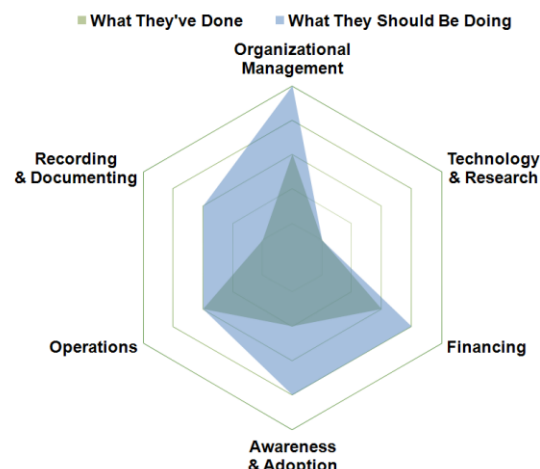 What They've Done What They Should Be Doing
Organizational
Management
Recording
& Documenting
Technology
& Research
Operations
Financing
Awareness
& Adoption